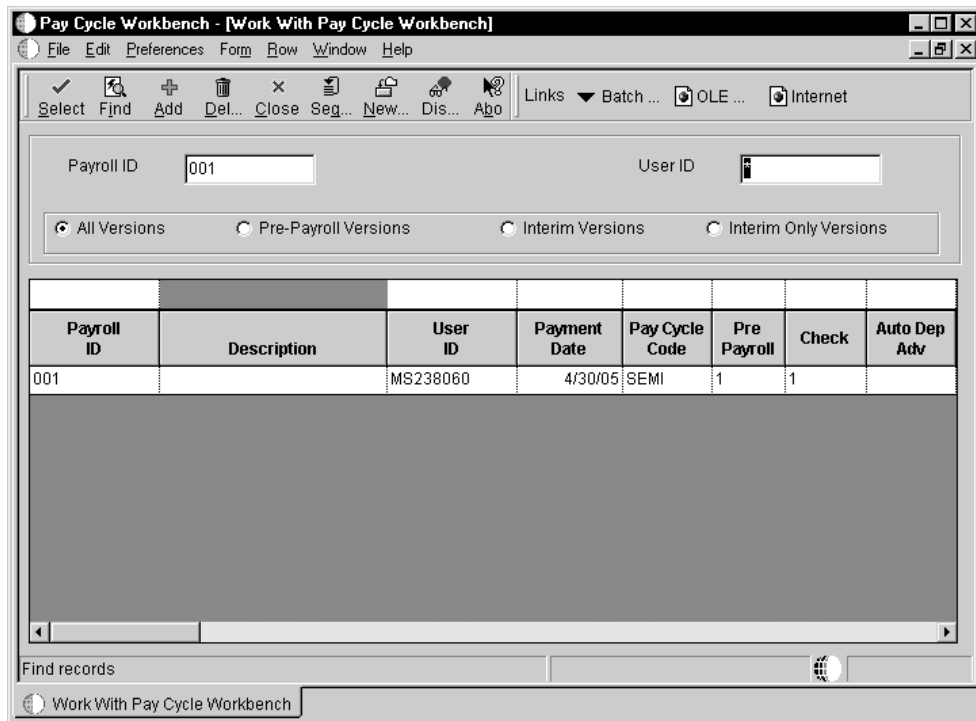 Pay Cycle Workbench - [Work With Pay Cycle Workbench]
File Edit Preferences Form Row Window Help
Select Find Add Del... Close Seq... New... Dis... Abo
Links Batch ... OLE ... Internet
Payroll ID 001 User ID *
All Versions Pre-Payroll Versions Interim Versions Interim Only Versions
Payroll ID Description User ID Payment Date Pay Cycle Code Pre Payroll Check Auto Dep Adv
001 MS238060 4/30/05 SEMI 1 1
Find records
Work With Pay Cycle Workbench